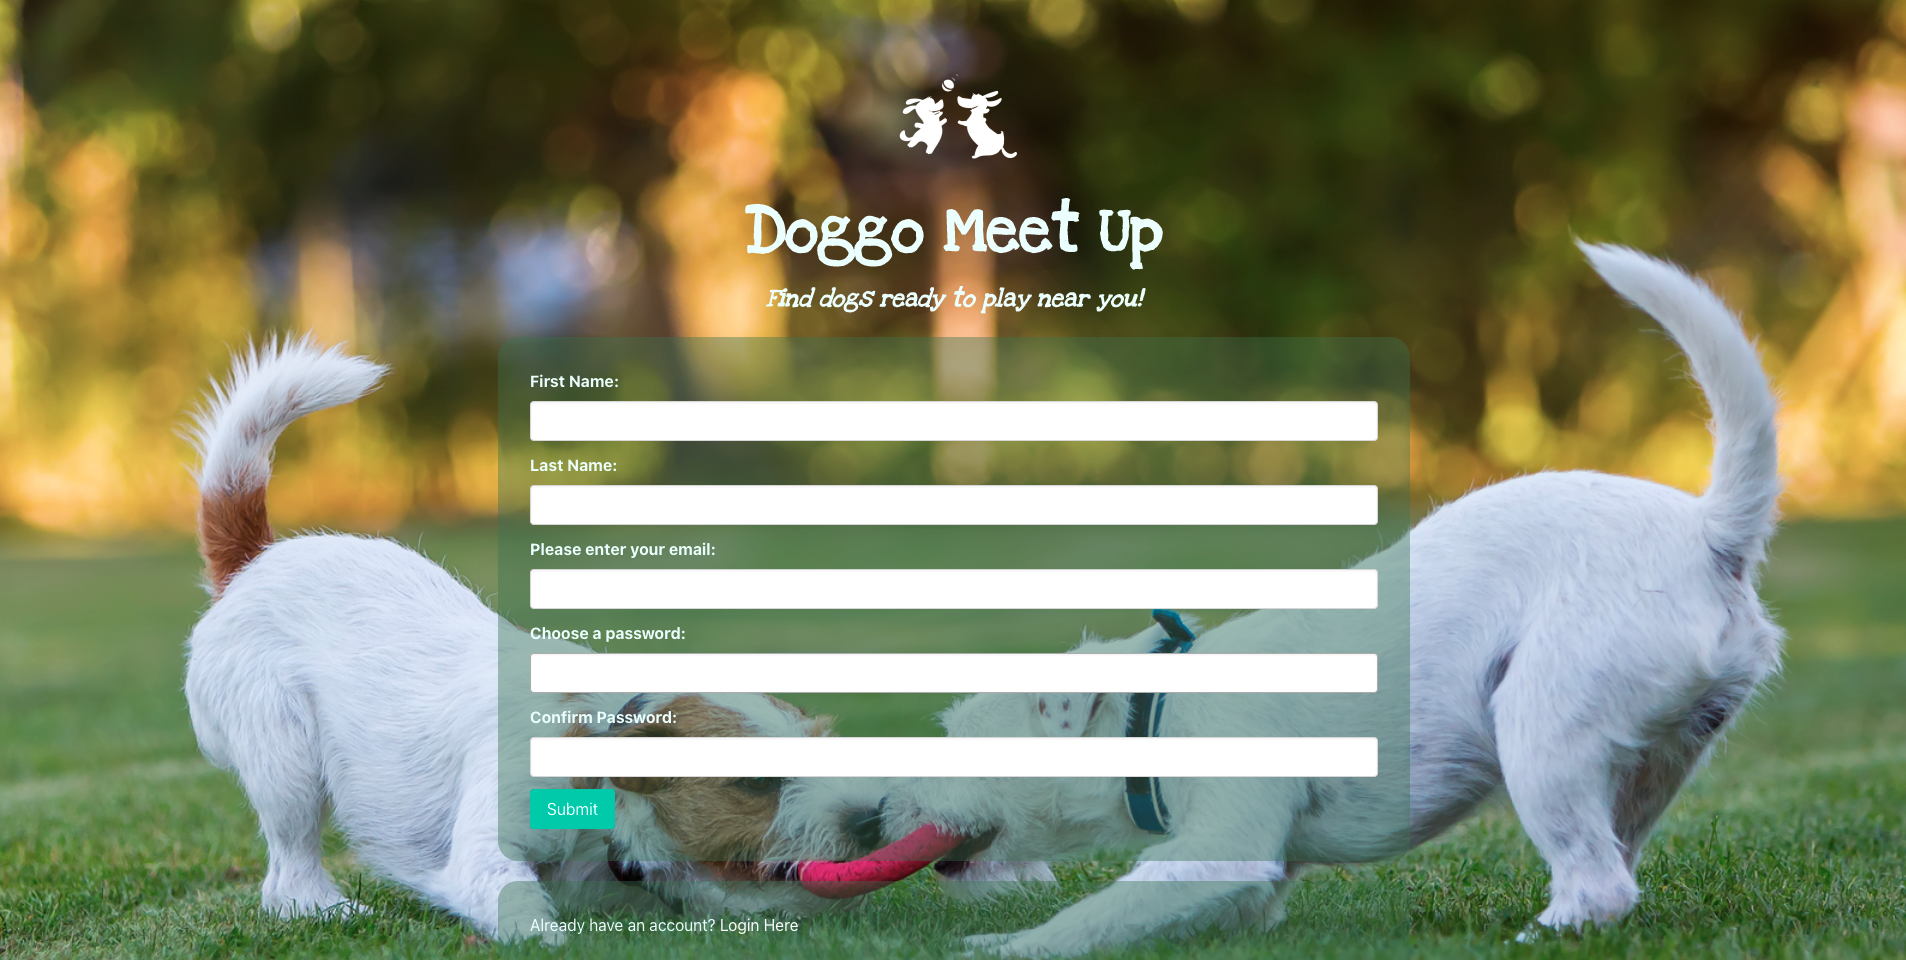 Doggo Meet Up
Find dogs ready to play near you!
First Name:
Last Name:
Please enter your email:
Choose a password:
Confirm Password:
Submit
Already have an account? Login Here